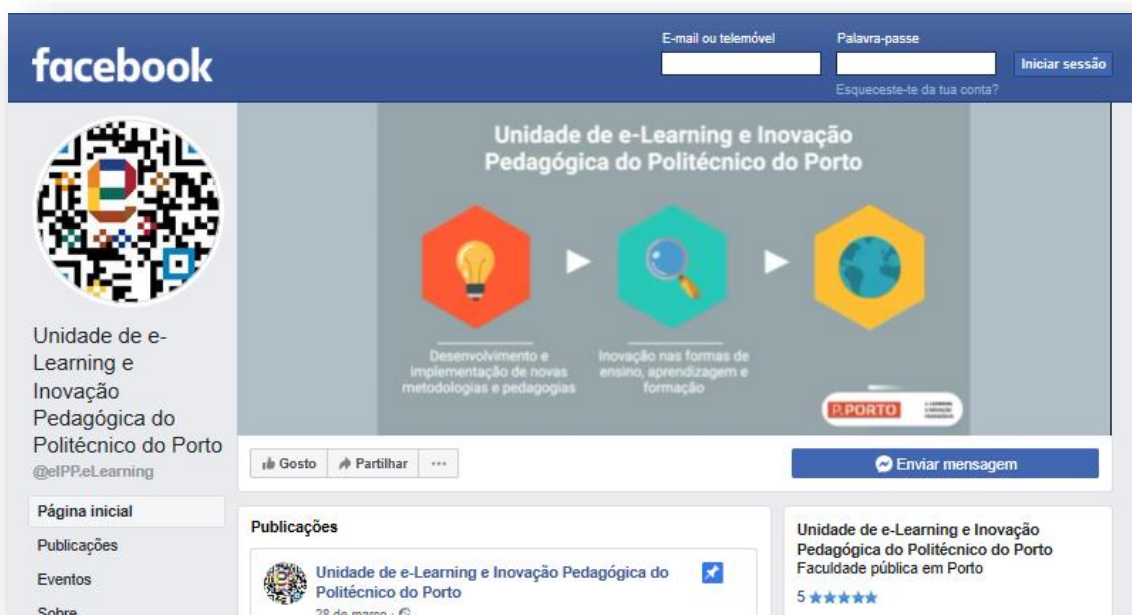 facebook
E-mail ou telemóvel
Palavra-passe
Iniciar sessão
Esqueceste-te da tua conta?
Unidade de e-Learning e Inovação
Pedagógica do Politécnico do Porto
Desenvolvimento e
implementação de novas
metodologias e pedagogias
Inovação nas formas de
ensino, aprendizagem e
formação
P.PORTO
Unidade de e-
Learning e
Inovação
Pedagógica do
Politécnico do Porto
@eIPP.eLearning
Gosto
Partilhar
Enviar mensagem
Página inicial
Publicações
Eventos
Sobre
Publicações
Unidade de e-Learning e Inovação Pedagógica do
Politécnico do Porto
28 de março ·
Unidade de e-Learning e Inovação
Pedagógica do Politécnico do Porto
Faculdade pública em Porto
5 ★★★★★